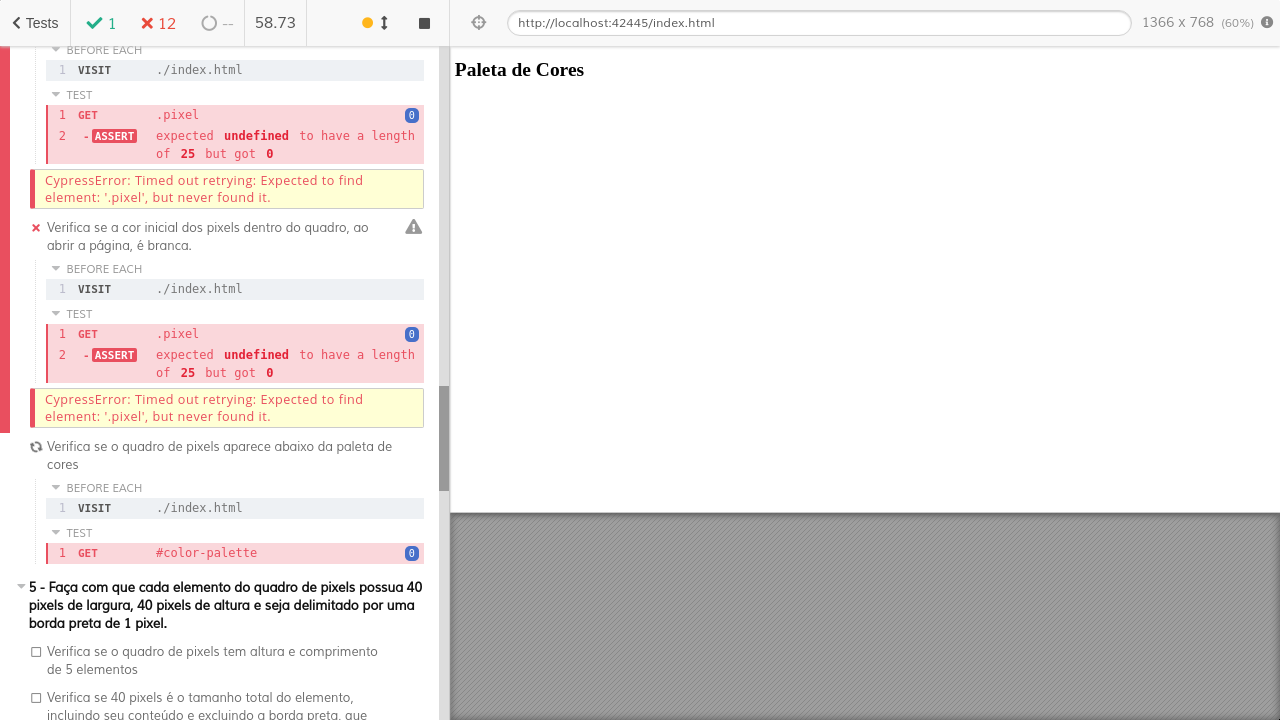 Tests
1
12
--
58.73
http://localhost:42445/index.html
1366 x 768 (60%)
BEFORE EACH
1 VISIT ./index.html
TEST
1 GET .pixel 0
2 -ASSERT expected undefined to have a length
of 25 but got 0
CypressError: Timed out retrying: Expected to find
element: '.pixel', but never found it.
Verifica se a cor inicial dos pixels dentro do quadro, ao
abrir a página, é branca.
BEFORE EACH
1 VISIT ./index.html
TEST
1 GET .pixel 0
2 -ASSERT expected undefined to have a length
of 25 but got 0
CypressError: Timed out retrying: Expected to find
element: '.pixel', but never found it.
Verifica se o quadro de pixels aparece abaixo da paleta de
cores
BEFORE EACH
1 VISIT ./index.html
TEST
1 GET #color-palette 0
5 - Faça com que cada elemento do quadro de pixels possua 40
pixels de largura, 40 pixels de altura e seja delimitado por uma
borda preta de 1 pixel.
Verifica se o quadro de pixels tem altura e comprimento
de 5 elementos
Verifica se 40 pixels é o tamanho total do elemento,
incluindo seu conteúdo e excluindo a borda preta, que
Paleta de Cores